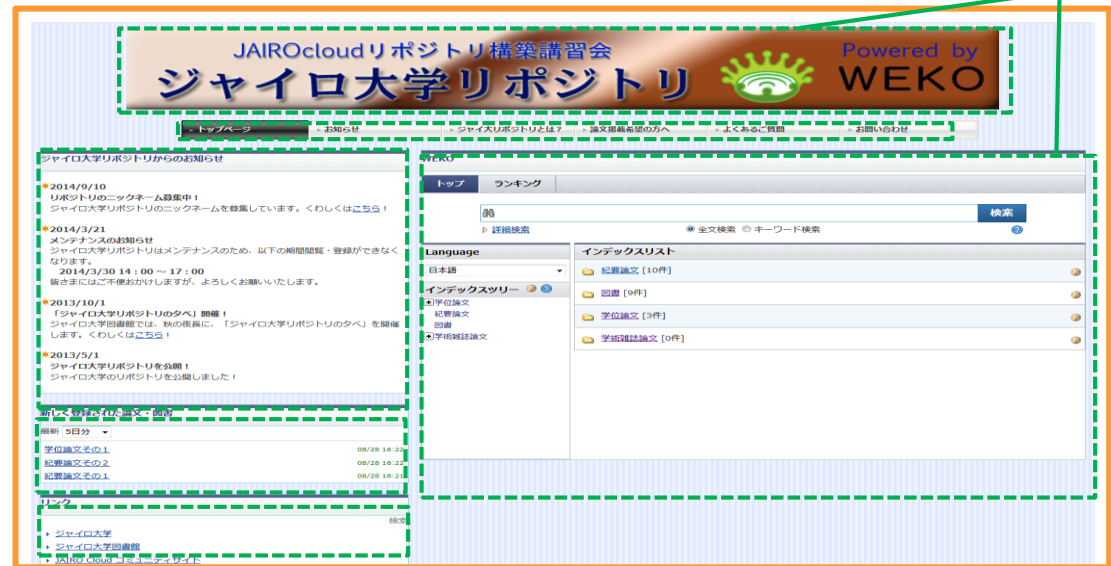 JAIROcloudリポジトリ構築講習会
ジャイロ大学リポジトリ
Powered by
WEKO
トップページ
お知らせ
ジャイ大リポジトリとは？
論文掲載希望の方へ
よくあるご質問
お問い合わせ
ジャイロ大学リポジトリからのお知らせ
2014/9/10
リポジトリのニックネーム募集中！
ジャイロ大学リポジトリのニックネームを募集しています。くわしくはこちら！
2014/3/21
メンテナンスのお知らせ
ジャイロ大学リポジトリはメンテナンスのため、以下の期間閲覧・登録ができなく
なります。
2014/3/30 14：00 ～ 17：00
皆さまにはご不便おかけしますが、よろしくお願いいたします。
2013/10/1
「ジャイロ大学リポジトリの夕べ」開催！
ジャイロ大学図書館では、秋の夜長に、「ジャイロ大学リポジトリの夕べ」を開催
します。くわしくはこちら！
2013/5/1
ジャイロ大学リポジトリを公開！
ジャイロ大学のリポジトリを公開しました！
新しく登録された論文・図書
最新 5日分
学位論文その１ 08/28 16:22
紀要論文その２ 08/28 16:22
紀要論文その１ 08/28 16:21
リンク
検索
ジャイロ大学
ジャイロ大学図書館
JAIRO Cloud コミュニティサイト
WEKO
トップ
ランキング
検索
詳細検索
全文検索 キーワード検索
Language
日本語
インデックスツリー
学位論文
紀要論文
図書
学術雑誌論文
インデックスリスト
紀要論文 [10件]
図書 [9件]
学位論文 [3件]
学術雑誌論文 [0件]